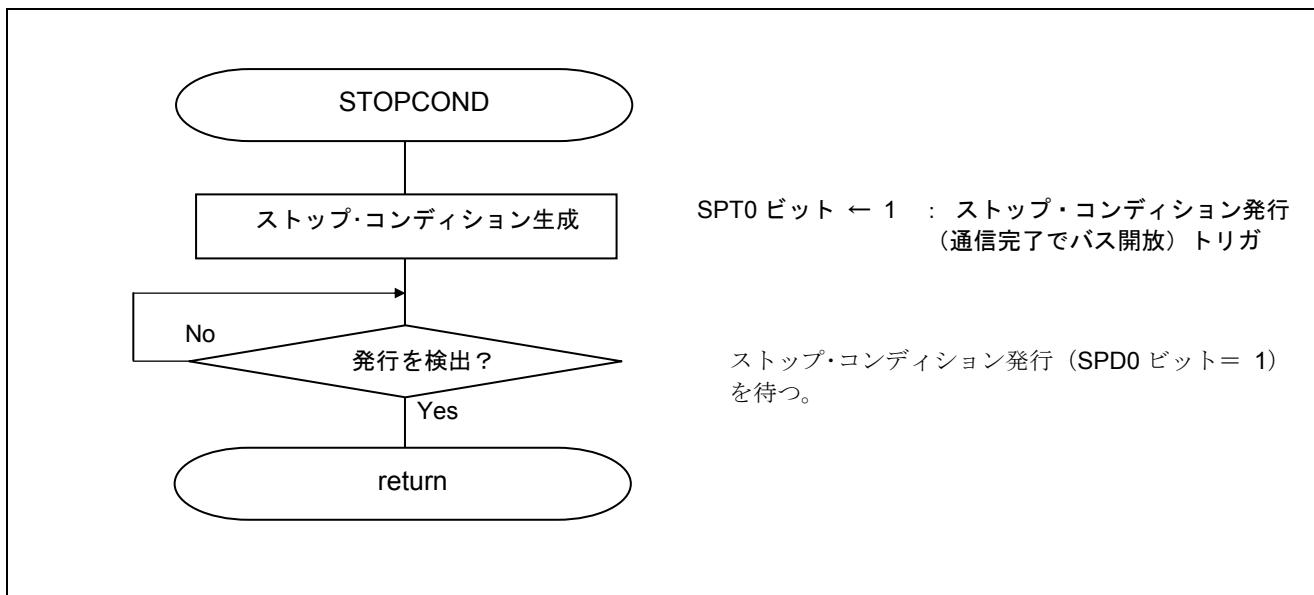 STOPCOND
ストップ･コンディション生成
SPT0 ビット ← 1 : ストップ・コンディション発行
（通信完了でバス開放）トリガ
No
発行を検出？
ストップ･コンディション発行（SPD0 ビット＝ 1）
を待つ。
Yes
return